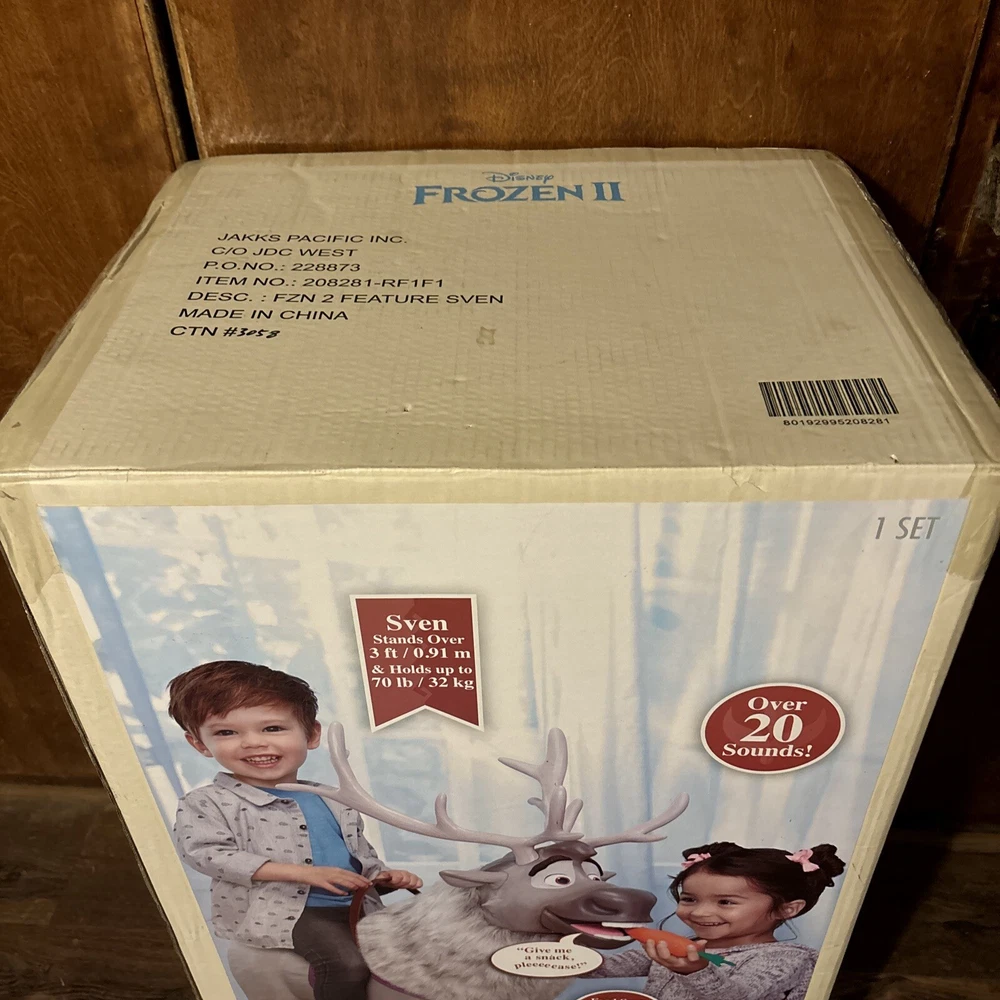 Disney
FROZEN II
JAKKS PACIFIC INC.
C/O JDC WEST
P.O.NO.: 228873
ITEM NO.: 208281-RF1F1
DESC. : FZN 2 FEATURE SVEN
MADE IN CHINA
CTN #3058
80192995208281
1 SET
Sven
Stands Over
3 ft / 0.91 m
& Holds up to
70 lb / 32 kg
Over
20
Sounds!
"Give me
a snack,
pleeeeease!"